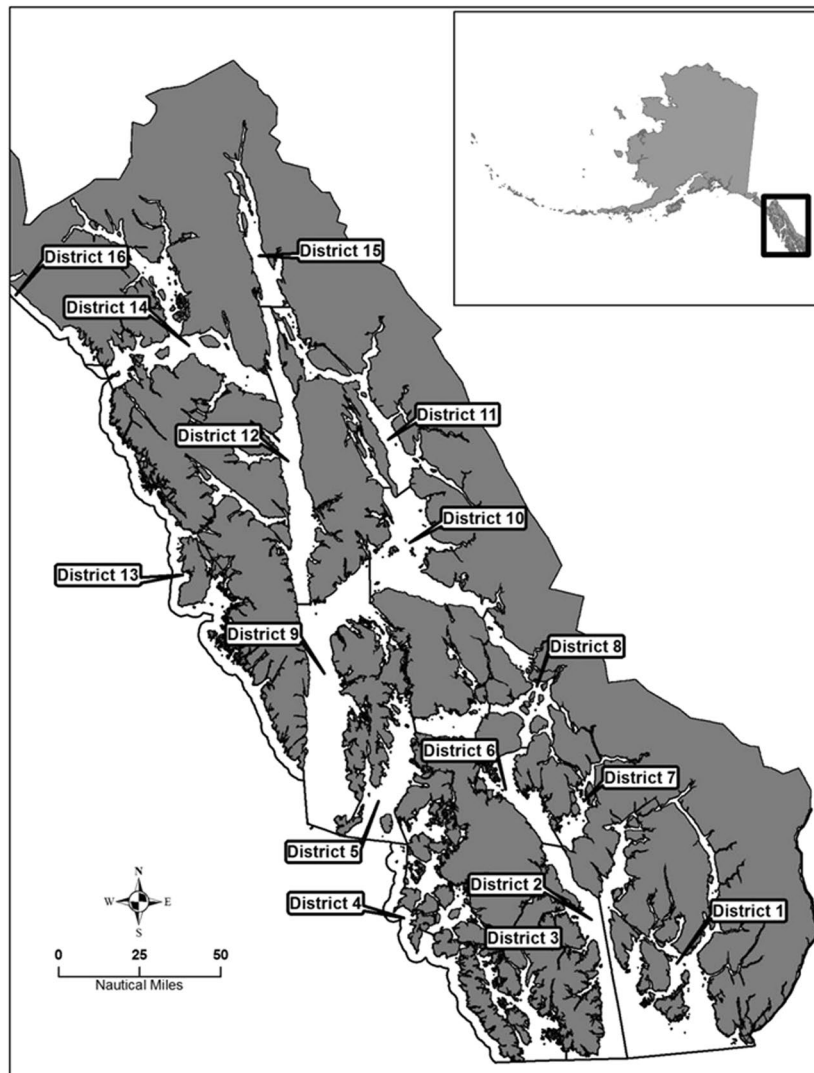 District 16
District 15
District 14
District 11
District 12
District 10
District 13
District 9
District 8
District 6
District 7
District 5
District 2
District 4
District 1
District 3
N
W E
S
0 25 50
Nautical Miles